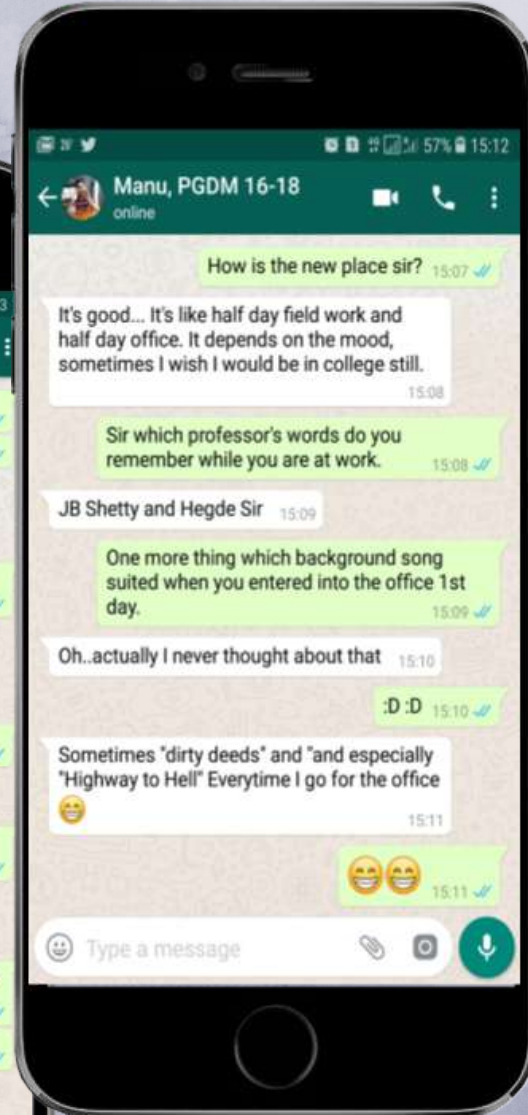 57% 15:12
Manu, PGDM 16-18
online
How is the new place sir? 15:07
It's good... It's like half day field work and
half day office. It depends on the mood,
sometimes I wish I would be in college still.
15:08
Sir which professor's words do you
remember while you are at work. 15:08
JB Shetty and Hegde Sir 15:09
One more thing which background song
suited when you entered into the office 1st
day. 15:09
Oh..actually I never thought about that 15:10
:D :D 15:10
Sometimes "dirty deeds" and "and especially
"Highway to Hell" Everytime I go for the office
😁
15:11
😁😁 15:11
Type a message